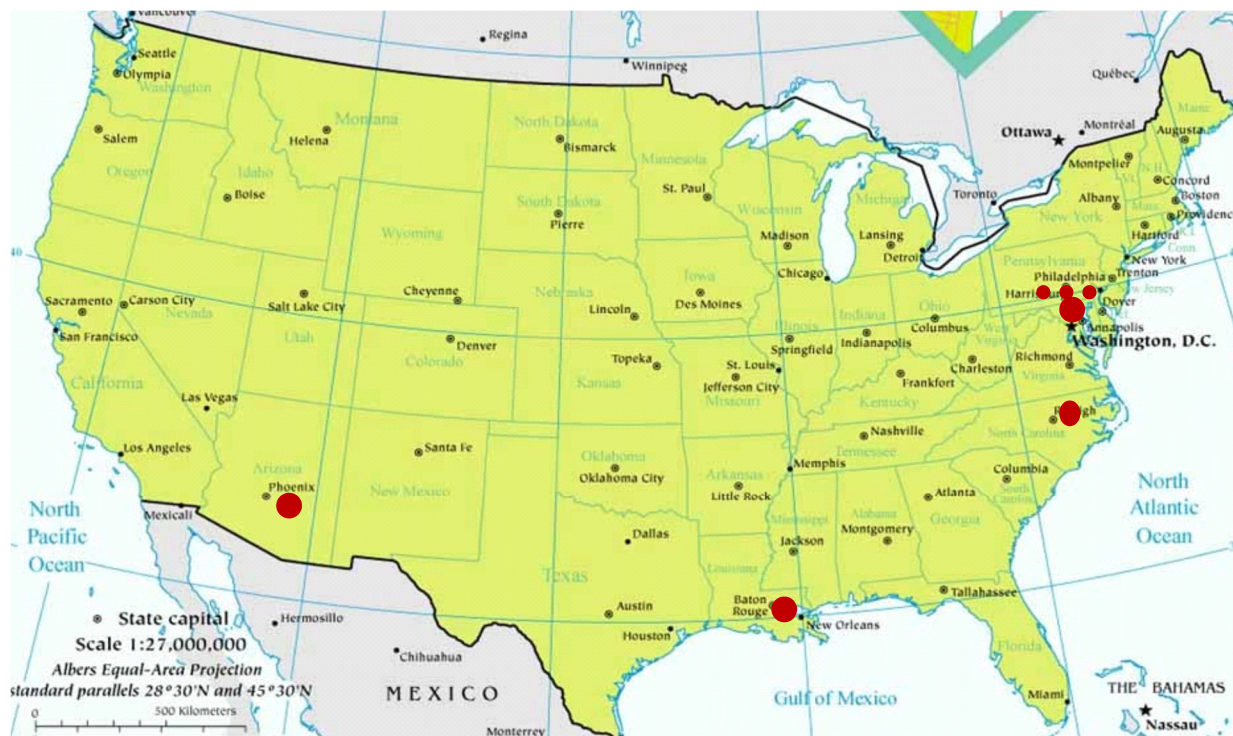 Vancouver
Seattle
Olympia
Washington
Regina
Winnipeg
Québec
Ottawa
Montréal
Maine
Augusta
Salem
Helena
Montana
North Dakota
Bismarck
Minnesota
Montpelier
Vt.
N.H.
Concord
Oregon
Idaho
Boise
South Dakota
Pierre
St. Paul
Wisconsin
Michigan
Toronto
Albany
Mass.
Boston
New York
Hartford
Conn.
Wyoming
Madison
Lansing
Detroit
Pennsylvania
New York
40
Iowa
Chicago
Philadelphia
Trenton
New Jersey
Sacramento
Carson City
Nevada
Salt Lake City
Cheyenne
Nebraska
Lincoln
Des Moines
Illinois
Indiana
Ohio
Columbus
Dover
San Francisco
Utah
Denver
Colorado
Topeka
Springfield
Indianapolis
West
Virginia
Annapolis
Washington, D.C.
California
Kansas
St. Louis
Jefferson City
Missouri
Frankfort
Charleston
Richmond
Virginia
Las Vegas
Kentucky
Los Angeles
Santa Fe
Nashville
Tennessee
North Carolina
Arizona
Phoenix
New Mexico
Oklahoma
Oklahoma City
Arkansas
Little Rock
Memphis
Columbia
South
Carolina
Atlanta
Georgia
North
Pacific
Ocean
North
Atlantic
Ocean
Mexicali
Dallas
Mississippi
Jackson
Alabama
Montgomery
Texas
Louisiana
Baton
Rouge
Tallahassee
State capital
Scale 1:27,000,000
Albers Equal-Area Projection
standard parallels 28°30'N and 45°30'N
0
500 Kilometers
Hermosillo
Chihuahua
Austin
Houston
New Orleans
Florida
MEXICO
Gulf of Mexico
Miami
THE BAHAMAS
Nassau
Monterrey